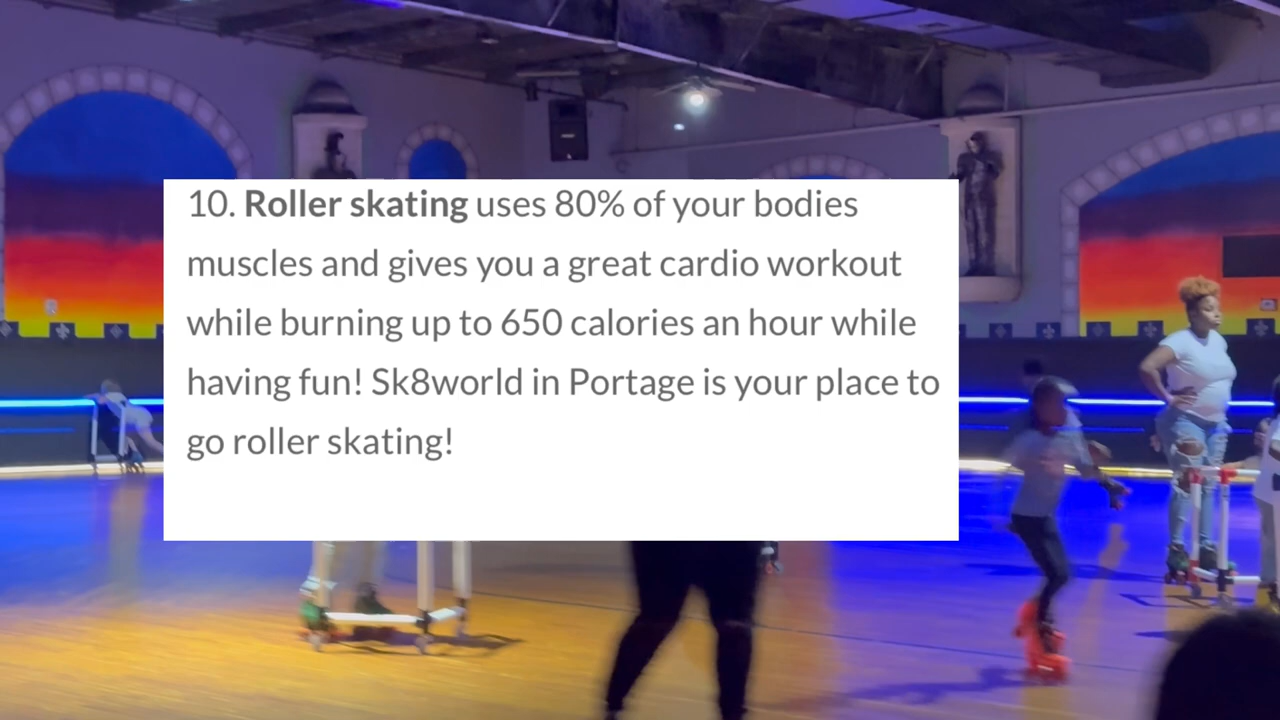 10. Roller skating uses 80% of your bodies
muscles and gives you a great cardio workout
while burning up to 650 calories an hour while
having fun! Sk8world in Portage is your place to
go roller skating!